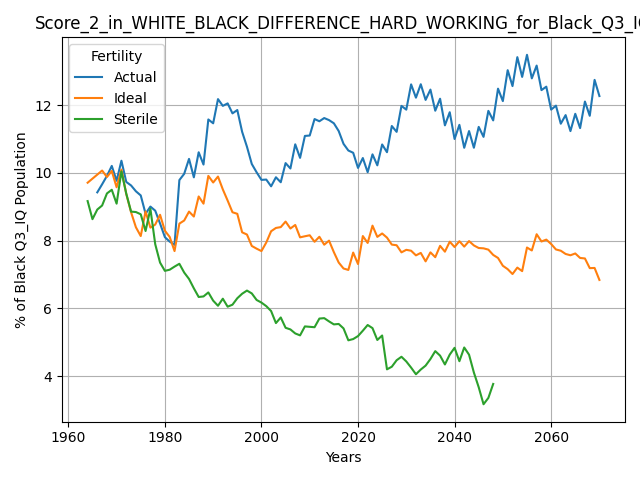 Score_2_in_WHITE_BLACK_DIFFERENCE_HARD_WORKING_for_Black_Q3_IQ
Fertility
Actual
Ideal
Sterile
% of Black Q3_IQ Population
12
10
8
6
4
1960 1980 2000 2020 2040 2060
Years